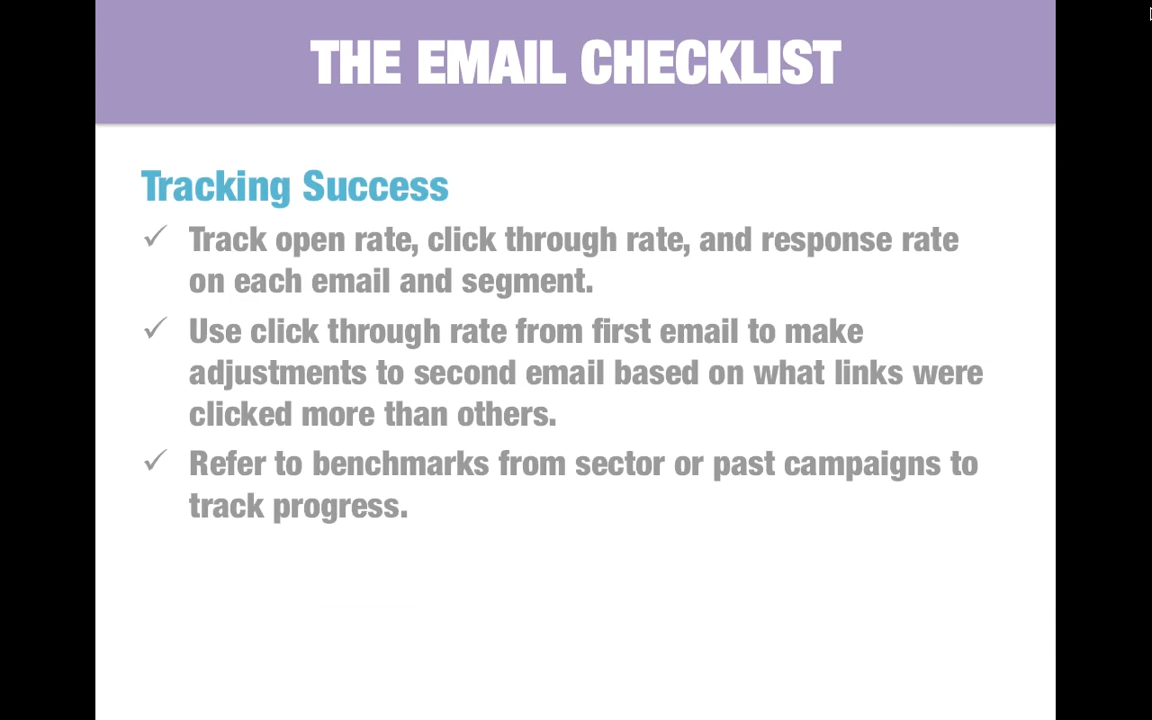 THE EMAIL CHECKLIST
Tracking Success
✓ Track open rate, click through rate, and response rate
on each email and segment.
✓ Use click through rate from first email to make
adjustments to second email based on what links were
clicked more than others.
✓ Refer to benchmarks from sector or past campaigns to
track progress.